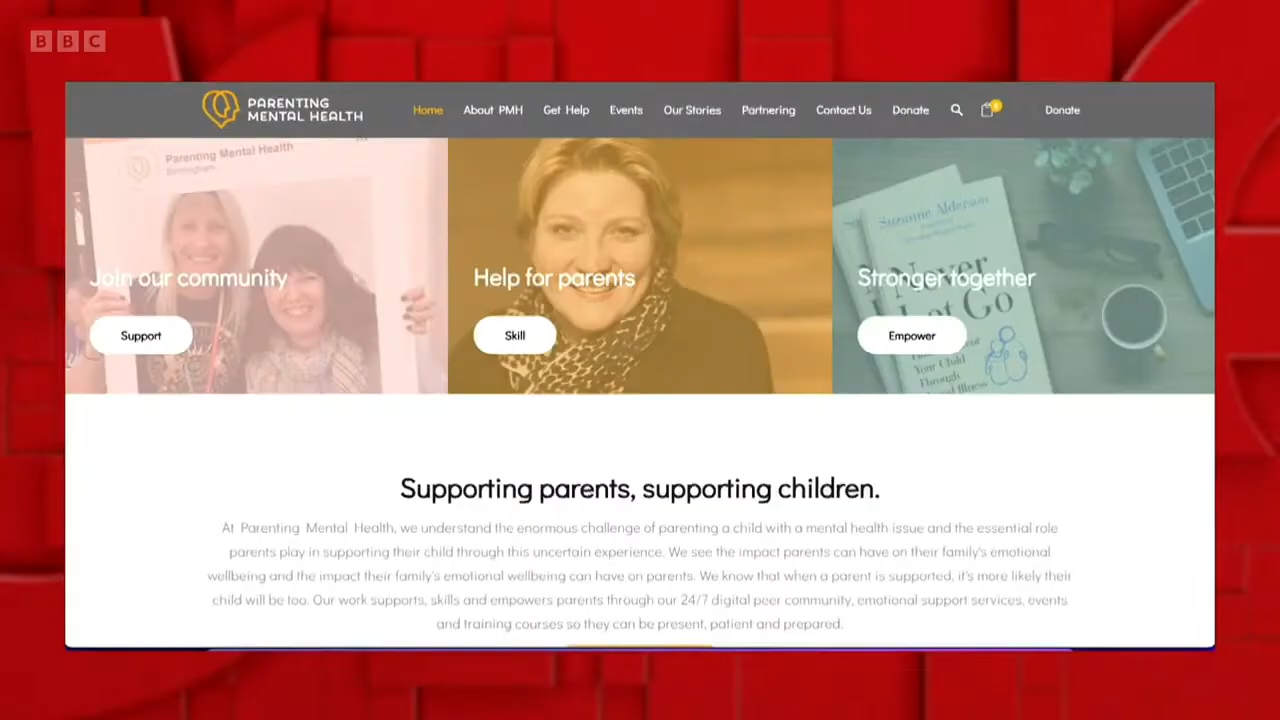 BBC
PARENTING
MENTAL HEALTH
Home About PMH Get Help Events Our Stories Partnering Contact Us Donate 0 Donate
Parenting Mental Health
Birmingham
Join our community
Support
Help for parents
Skill
Suzanne Alderson
Stronger together
Never
Let Go
Empower
Your Child
Through
Illness
Supporting parents, supporting children.
At Parenting Mental Health, we understand the enormous challenge of parenting a child with a mental health issue and the essential role
parents play in supporting their child through this uncertain experience. We see the impact parents can have on their family's emotional
wellbeing and the impact their family's emotional wellbeing can have on parents. We know that when a parent is supported, it's more likely their
child will be too. Our work supports, skills and empowers parents through our 24/7 digital peer community, emotional support services, events
and training courses so they can be present, patient and prepared.